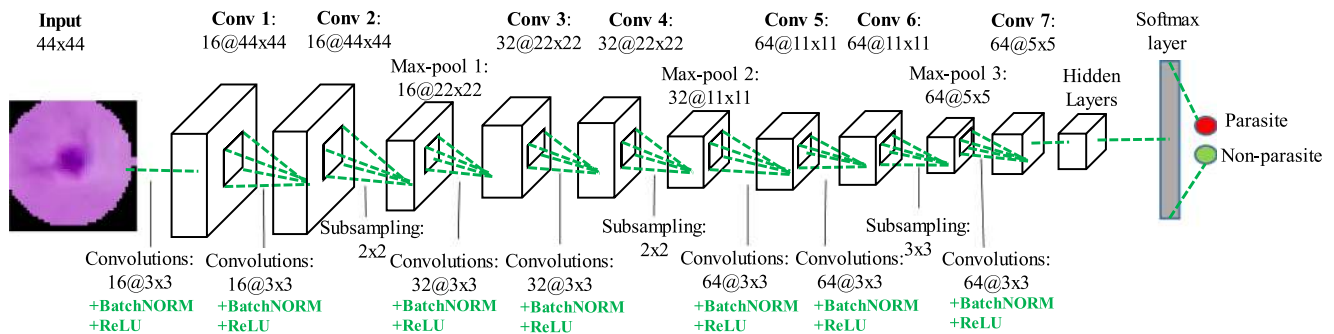 Input
44x44
Conv 1:
16@44x44
Conv 2:
16@44x44
Max-pool 1:
16@22x22
Conv 3:
32@22x22
Conv 4:
32@22x22
Max-pool 2:
32@11x11
Conv 5:
64@11x11
Conv 6:
64@11x11
Max-pool 3:
64@5x5
Conv 7:
64@5x5
Hidden
Layers
Softmax
layer
Parasite
Non-parasite
Convolutions:
16@3x3
+BatchNORM
+ReLU
Convolutions:
16@3x3
+BatchNORM
+ReLU
Subsampling:
2x2
Convolutions:
32@3x3
+BatchNORM
+ReLU
Convolutions:
32@3x3
+BatchNORM
+ReLU
Subsampling:
2x2
Convolutions:
64@3x3
+BatchNORM
+ReLU
Convolutions:
64@3x3
+BatchNORM
+ReLU
Subsampling:
3x3
Convolutions:
64@3x3
+BatchNORM
+ReLU